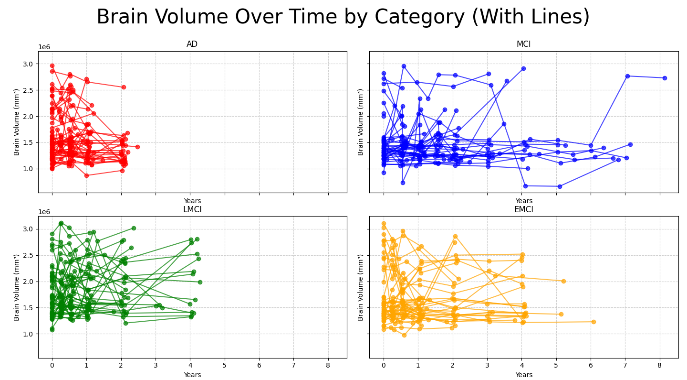 Brain Volume Over Time by Category (With Lines)
AD
MCI
1e6
3.0
2.5
2.0
1.5
1.0
Brain Volume (mm³)
Brain Volume (mm³)
Years
Years
LMCI
EMCI
1e6
3.0
2.5
2.0
1.5
1.0
Brain Volume (mm³)
Brain Volume (mm³)
0 1 2 3 4 5 6 7 8
0 1 2 3 4 5 6 7 8
Years
Years